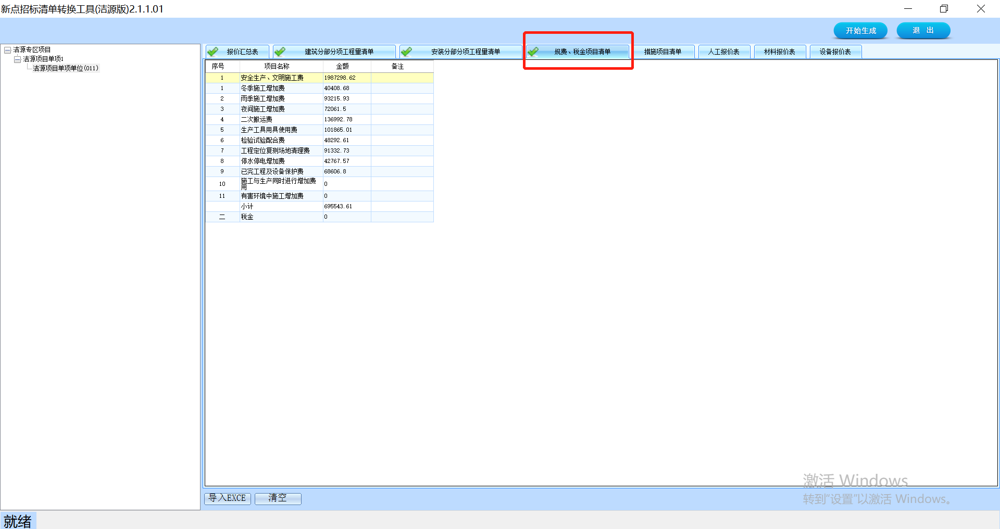 新点招标清单转换工具(洁源版)2.1.1.01
开始生成 退 出
洁源专区项目
洁源项目单项1
洁源项目单项单位(011)
报价汇总表 建筑分部分项工程量清单 安装分部分项工程量清单 规费、税金项目清单 措施项目清单 人工报价表 材料报价表 设备报价表
序号 项目名称 金额 备注
1 安全生产、文明施工费 1987298.62
1 冬季施工增加费 40408.68
2 雨季施工增加费 93215.93
3 夜间施工增加费 72061.5
4 二次搬运费 136992.78
5 生产工具用具使用费 101865.01
6 检验试验配合费 48292.61
7 工程定位复测场地清理费 91332.73
8 停水停电增加费 42767.57
9 已完工程及设备保护费 68606.8
10 施工与生产同时进行增加费 0
用
11 有害环境中施工增加费 0
小计 695543.61
二 税金 0
导入EXCE 清空
激活 Windows
转到“设置”以激活 Windows。
就绪